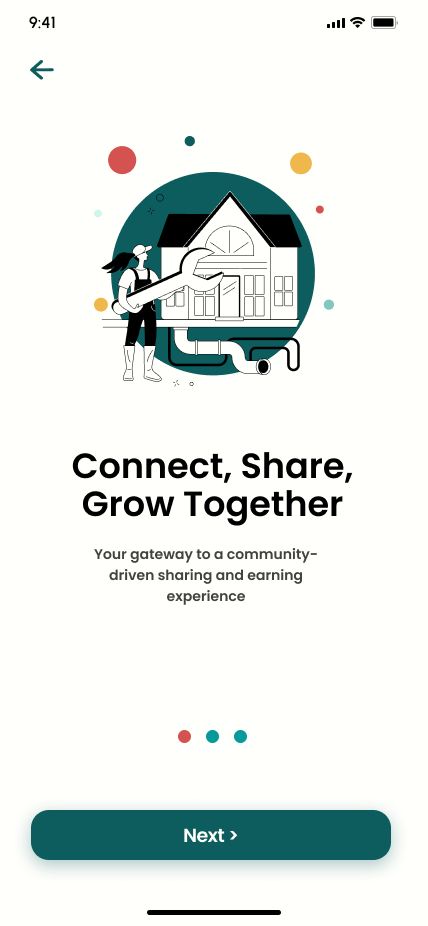 9:41
Connect, Share,
Grow Together
Your gateway to a community-
driven sharing and earning
experience
Next >